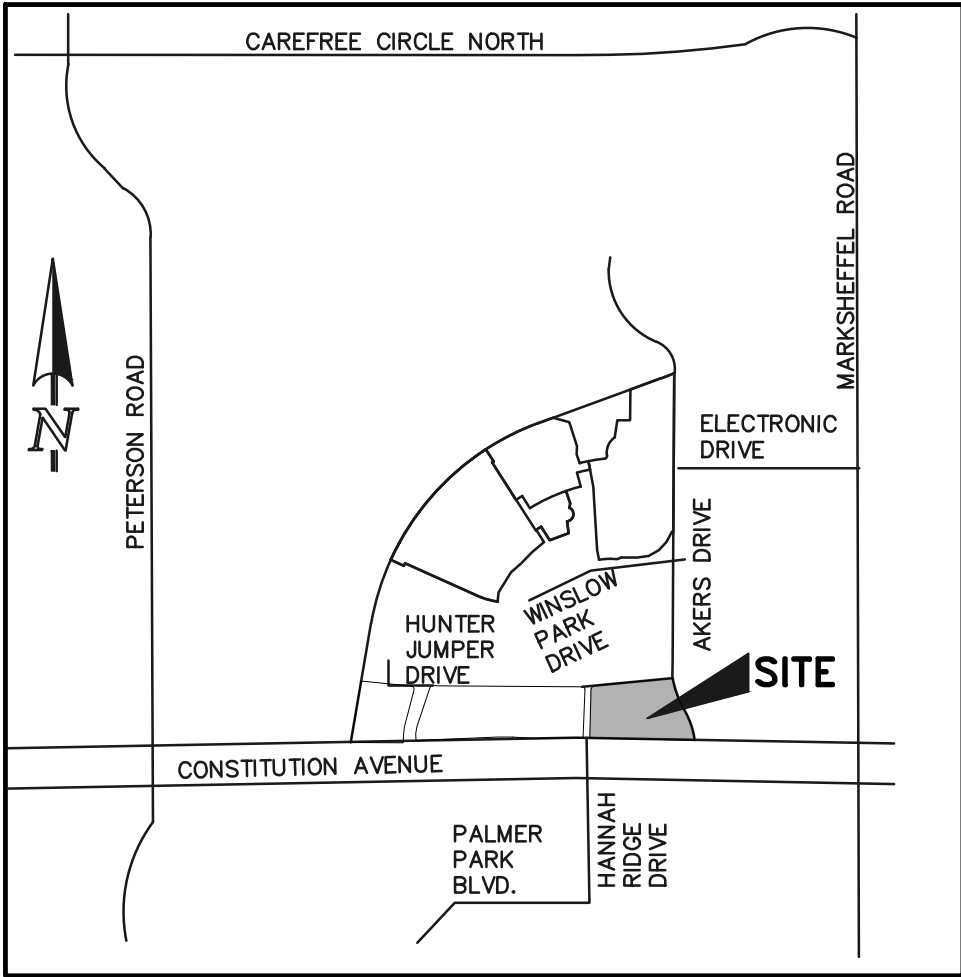 CAREFREE CIRCLE NORTH
MARKSHEFFEL ROAD
PETERSON ROAD
N
ELECTRONIC
DRIVE
AKERS DRIVE
WINSLOW
PARK
DRIVE
HUNTER
JUMPER
DRIVE
SITE
CONSTITUTION AVENUE
PALMER
PARK
BLVD.
HANNAH
RIDGE
DRIVE